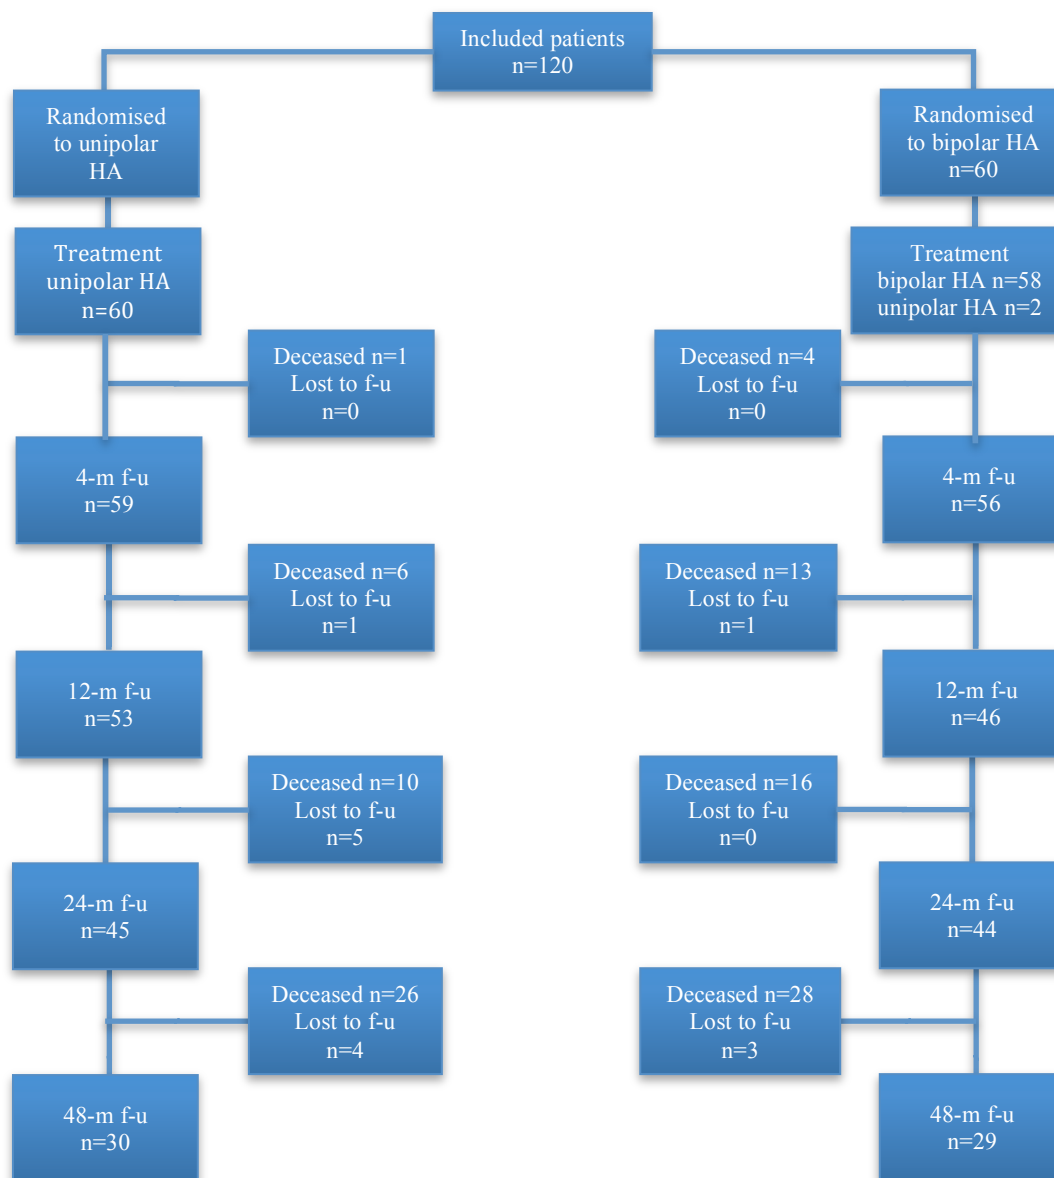 Included patients
n=120
Randomised
to unipolar
HA
Randomised
to bipolar HA
n=60
Treatment
unipolar HA
n=60
Treatment
bipolar HA n=58
unipolar HA n=2
Deceased n=1
Lost to f-u
n=0
Deceased n=4
Lost to f-u
n=0
4-m f-u
n=59
4-m f-u
n=56
Deceased n=6
Lost to f-u
n=1
Deceased n=13
Lost to f-u
n=1
12-m f-u
n=53
12-m f-u
n=46
Deceased n=10
Lost to f-u
n=5
Deceased n=16
Lost to f-u
n=0
24-m f-u
n=45
24-m f-u
n=44
Deceased n=26
Lost to f-u
n=4
Deceased n=28
Lost to f-u
n=3
48-m f-u
n=30
48-m f-u
n=29